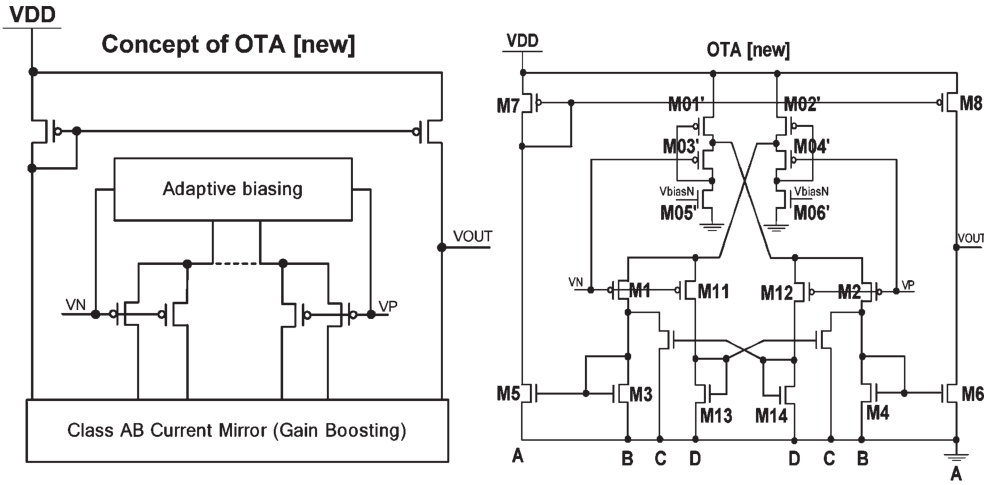 VDD
Concept of OTA [new]
Adaptive biasing
VOUT
VN
VP
Class AB Current Mirror (Gain Boosting)
VDD
OTA [new]
M7
M01'
M02'
M8
M03'
M04'
VbiasN
VbiasN
M05'
M06'
VOUT
VN
M1
M11
M12
M2
VP
M5
M3
M13
M14
M4
M6
A
B
C
D
D
C
B
A